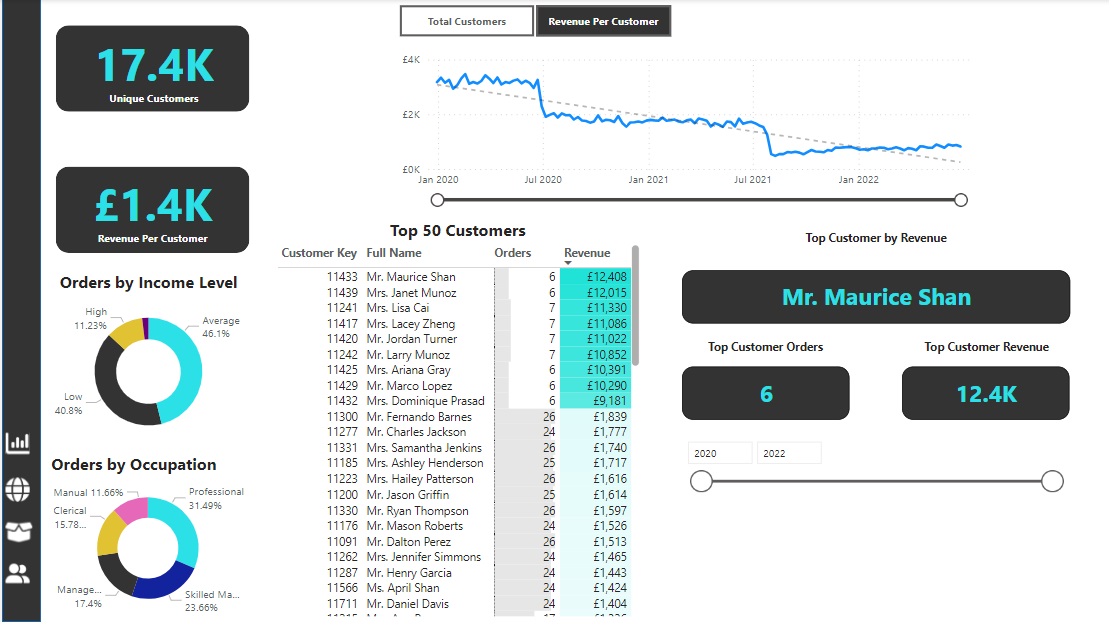 17.4K
Unique Customers
£1.4K
Revenue Per Customer
Total Customers
Revenue Per Customer
£4K
£2K
£0K
Jan 2020 Jul 2020 Jan 2021 Jul 2021 Jan 2022
Orders by Income Level
High
11.23%
Average
46.1%
Low
40.8%
Orders by Occupation
Manual 11.66%
Professional
31.49%
Clerical
15.78...
Manage...
17.4%
Skilled Ma...
23.66%
Top 50 Customers
Customer Key Full Name Orders Revenue
11433 Mr. Maurice Shan 6 £12,408
11439 Mrs. Janet Munoz 6 £12,015
11241 Mrs. Lisa Cai 7 £11,330
11417 Mrs. Lacey Zheng 7 £11,086
11420 Mr. Jordan Turner 7 £11,022
11242 Mr. Larry Munoz 7 £10,852
11425 Mrs. Ariana Gray 6 £10,391
11429 Mr. Marco Lopez 6 £10,290
11432 Mrs. Dominique Prasad 6 £9,181
11300 Mr. Fernando Barnes 26 £1,839
11277 Mr. Charles Jackson 24 £1,777
11331 Mrs. Samantha Jenkins 26 £1,740
11185 Mrs. Ashley Henderson 25 £1,717
11223 Mrs. Hailey Patterson 26 £1,616
11200 Mr. Jason Griffin 25 £1,614
11330 Mr. Ryan Thompson 26 £1,597
11176 Mr. Mason Roberts 24 £1,526
11091 Mr. Dalton Perez 26 £1,513
11262 Mrs. Jennifer Simmons 24 £1,465
11287 Mr. Henry Garcia 24 £1,443
11566 Ms. April Shan 24 £1,424
11711 Mr. Daniel Davis 24 £1,404
Top Customer by Revenue
Mr. Maurice Shan
Top Customer Orders
6
Top Customer Revenue
12.4K
2020 2022